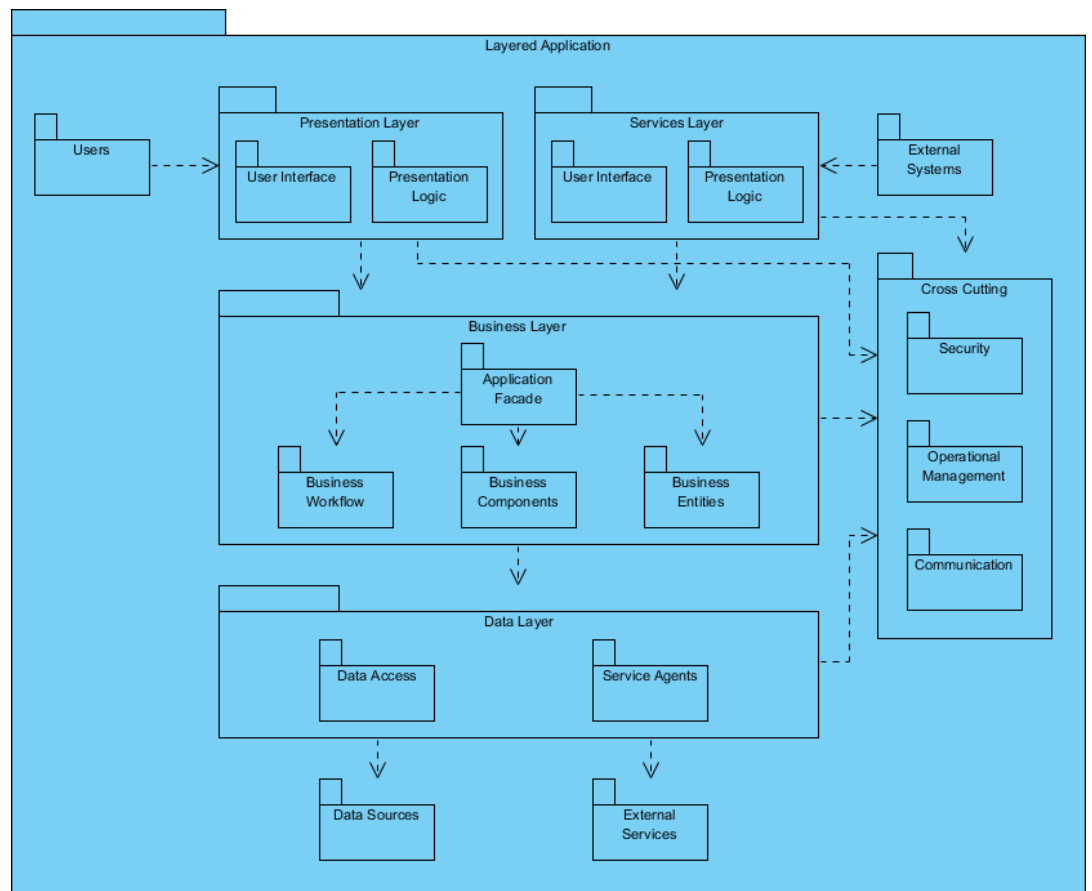 Layered Application
Users
Presentation Layer
User Interface
Presentation
Logic
Services Layer
User Interface
Presentation
Logic
External
Systems
Cross Cutting
Security
Operational
Management
Communication
Business Layer
Application
Facade
Business
Workflow
Business
Components
Business
Entities
Data Layer
Data Access
Service Agents
Data Sources
External
Services